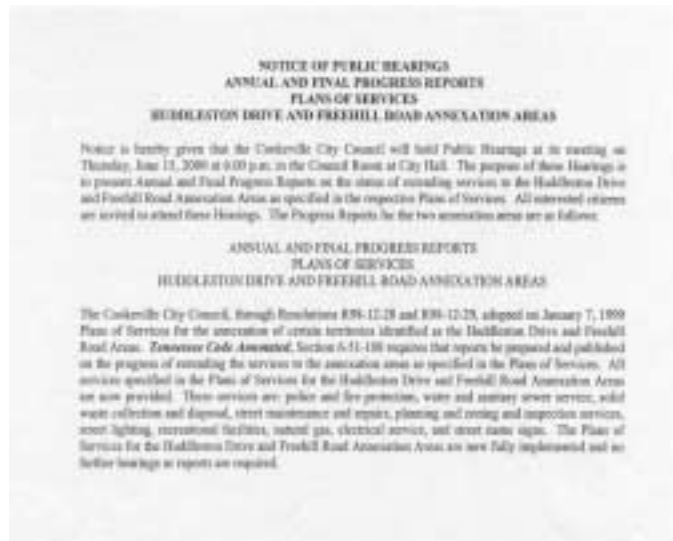 NOTICE OF PUBLIC HEARINGS
ANNUAL AND FINAL PROGRESS REPORTS
PLANS OF SERVICES
HUDDLESTON DRIVE AND FREEHILL ROAD ANNEXATION AREAS
Notice is hereby given that the Cookeville City Council will hold Public Hearings at its meeting on
Thursday, June 15, 2000 at 6:00 p.m. in the Council Room at City Hall. The purpose of these Hearings is
to present Annual and Final Progress Reports on the status of extending services to the Huddleston Drive
and Freehill Road Annexation Areas as specified in the respective Plans of Services. All interested citizens
are invited to attend these Hearings. The Progress Reports for the two annexation areas are as follows:
ANNUAL AND FINAL PROGRESS REPORTS
PLANS OF SERVICES
HUDDLESTON DRIVE AND FREEHILL ROAD ANNEXATION AREAS
The Cookeville City Council, through Resolutions R98-12-28 and R98-12-29, adopted on January 7, 1999
Plans of Services for the annexation of certain territories identified as the Huddleston Drive and Freehill
Road Areas. Tennessee Code Annotated, Section 6-51-108 requires that reports be prepared and published
on the progress of extending the services to the annexation areas as specified in the Plans of Services. All
services specified in the Plans of Services for the Huddleston Drive and Freehill Road Annexation Areas
are now provided. These services are: police and fire protection, water and sanitary sewer service, solid
waste collection and disposal, street maintenance and repairs, planning and zoning and inspection services,
street lighting, recreational facilities, natural gas, electrical service, and street name signs. The Plans of
Services for the Huddleston Drive and Freehill Road Annexation Areas are now fully implemented and no
further hearings or reports are required.